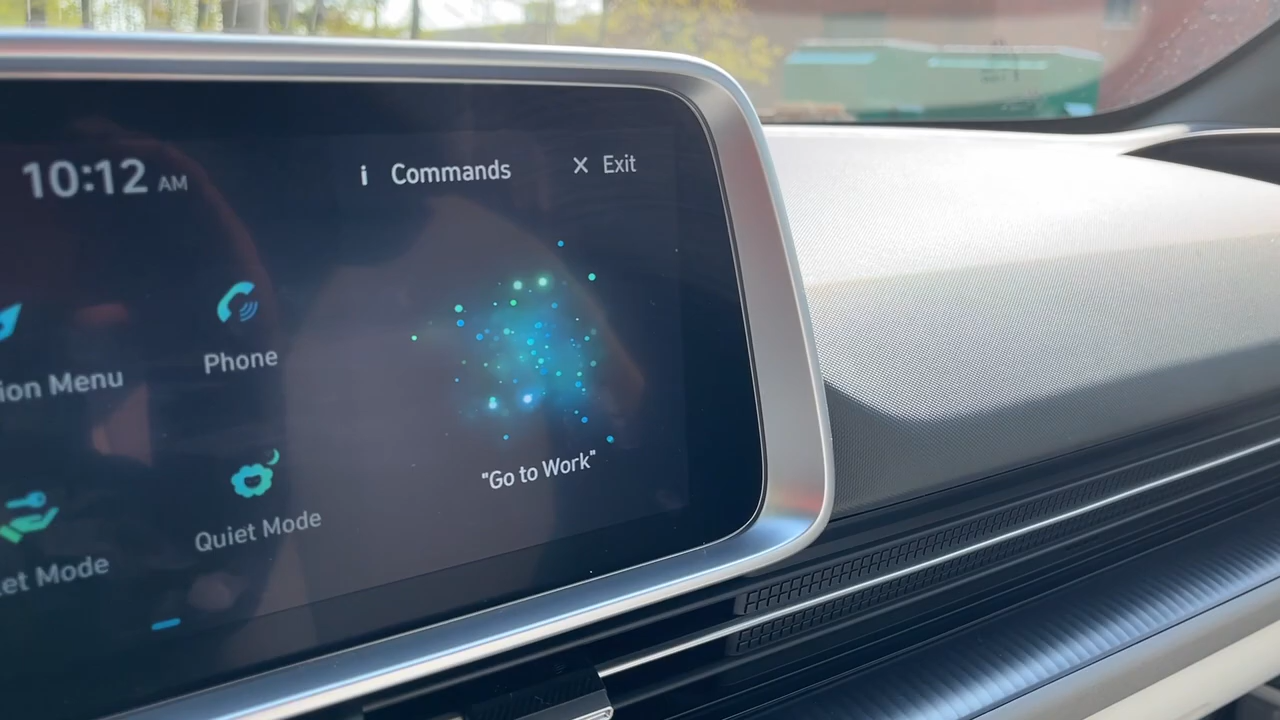 10:12 AM
i Commands
X Exit
ion Menu
Phone
"Go to Work"
et Mode
Quiet Mode